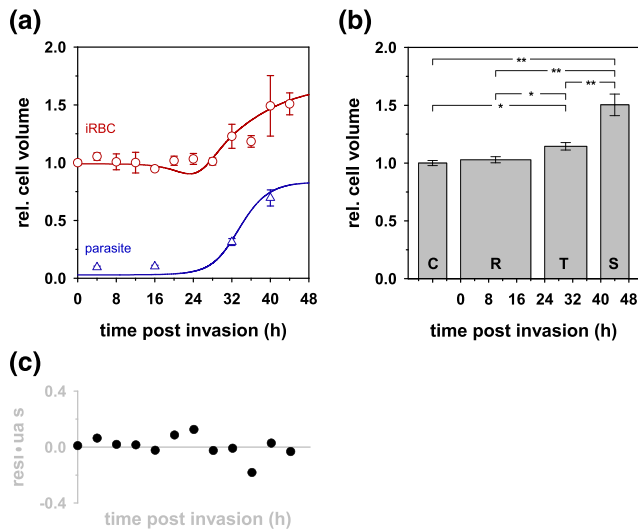 (a)
(b)
2.0
1.5
1.0
0.5
0.0
rel. cell volume
iRBC
parasite
0 8 16 24 32 40 48
time post invasion (h)
2.0
1.5
1.0
0.5
0.0
rel. cell volume
**
**
* **
*
C R T S
0 8 16 24 32 40 48
time post invasion (h)
(c)
0.4
0.0
-0.4
time post invasion (h)